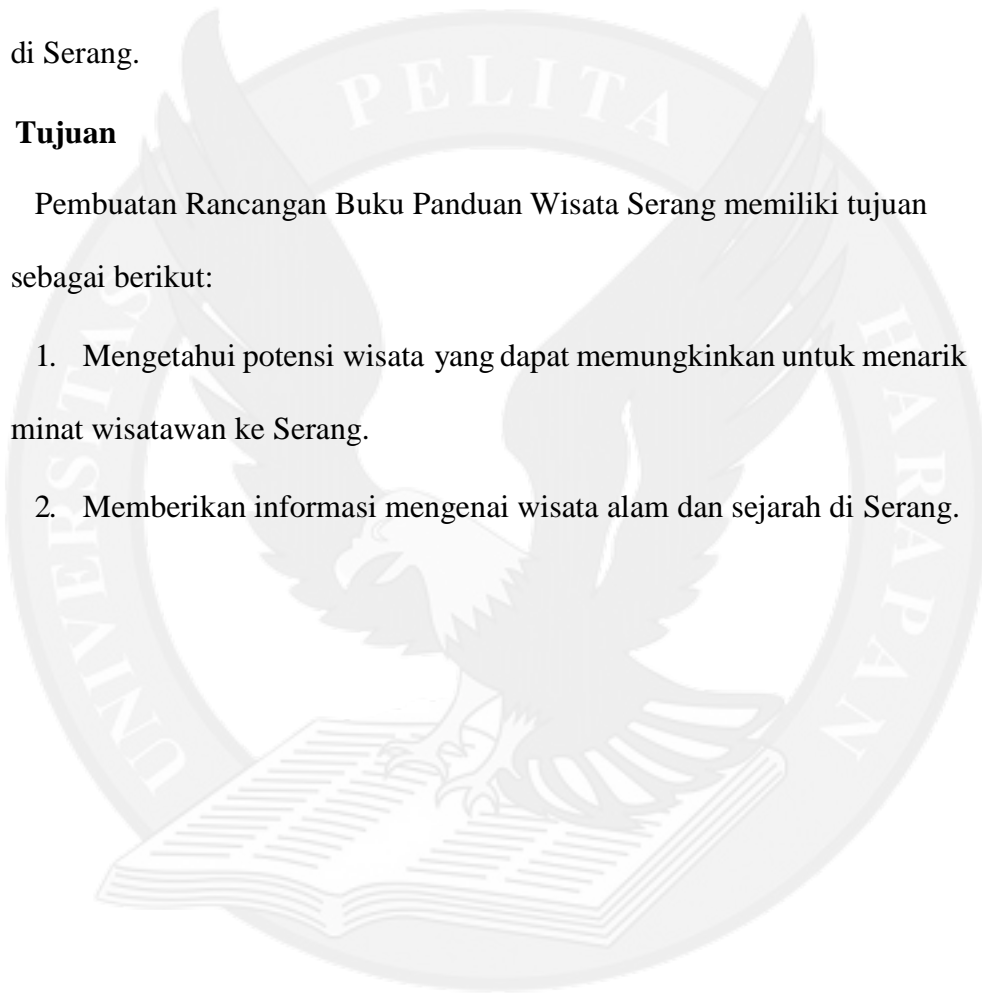 di Serang.
Tujuan
Pembuatan Rancangan Buku Panduan Wisata Serang memiliki tujuan
sebagai berikut:
1. Mengetahui potensi wisata yang dapat memungkinkan untuk menarik
minat wisatawan ke Serang.
2. Memberikan informasi mengenai wisata alam dan sejarah di Serang.
UNIVERSITAS PELITA HARAPAN